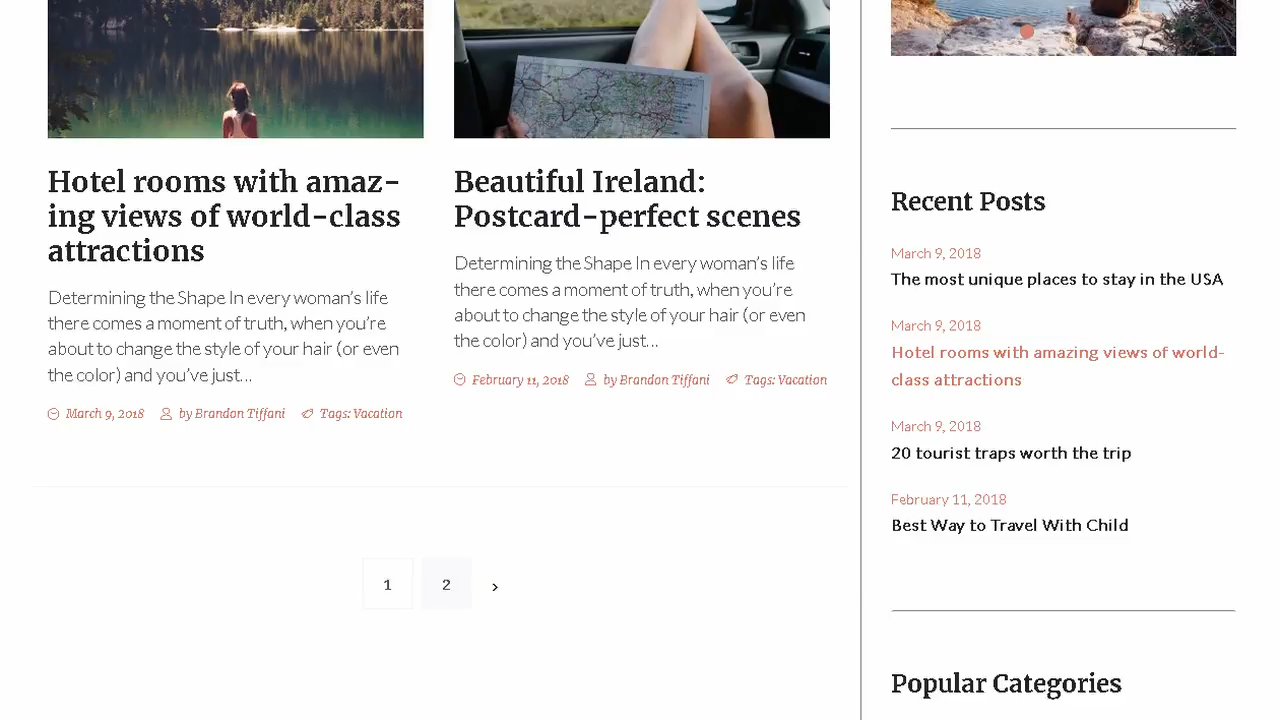 Hotel rooms with amaz-
ing views of world-class
attractions
Determining the Shape In every woman's life
there comes a moment of truth, when you're
about to change the style of your hair (or even
the color) and you've just...
March 9, 2018 by Brandon Tiffani Tags: Vacation
Beautiful Ireland:
Postcard-perfect scenes
Determining the Shape In every woman's life
there comes a moment of truth, when you're
about to change the style of your hair (or even
the color) and you've just...
February 11, 2018 by Brandon Tiffani Tags: Vacation
1 2 ›
Recent Posts
March 9, 2018
The most unique places to stay in the USA
March 9, 2018
Hotel rooms with amazing views of world-
class attractions
March 9, 2018
20 tourist traps worth the trip
February 11, 2018
Best Way to Travel With Child
Popular Categories